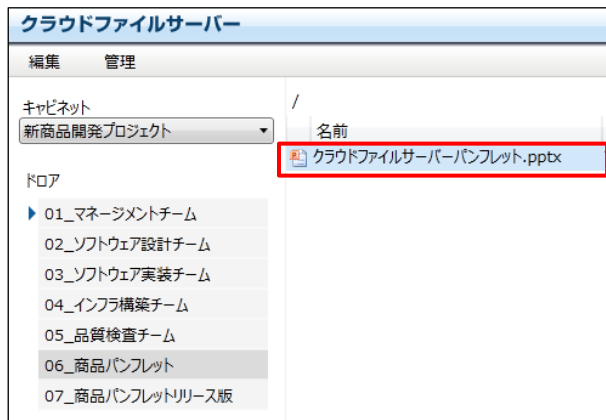 クラウドファイルサーバー
編集 管理
キャビネット
新商品開発プロジェクト
ドロア
01_マネージメントチーム
02_ソフトウェア設計チーム
03_ソフトウェア実装チーム
04_インフラ構築チーム
05_品質検査チーム
06_商品パンフレット
07_商品パンフレットリリース版
/
名前
クラウドファイルサーバーパンフレット.pptx